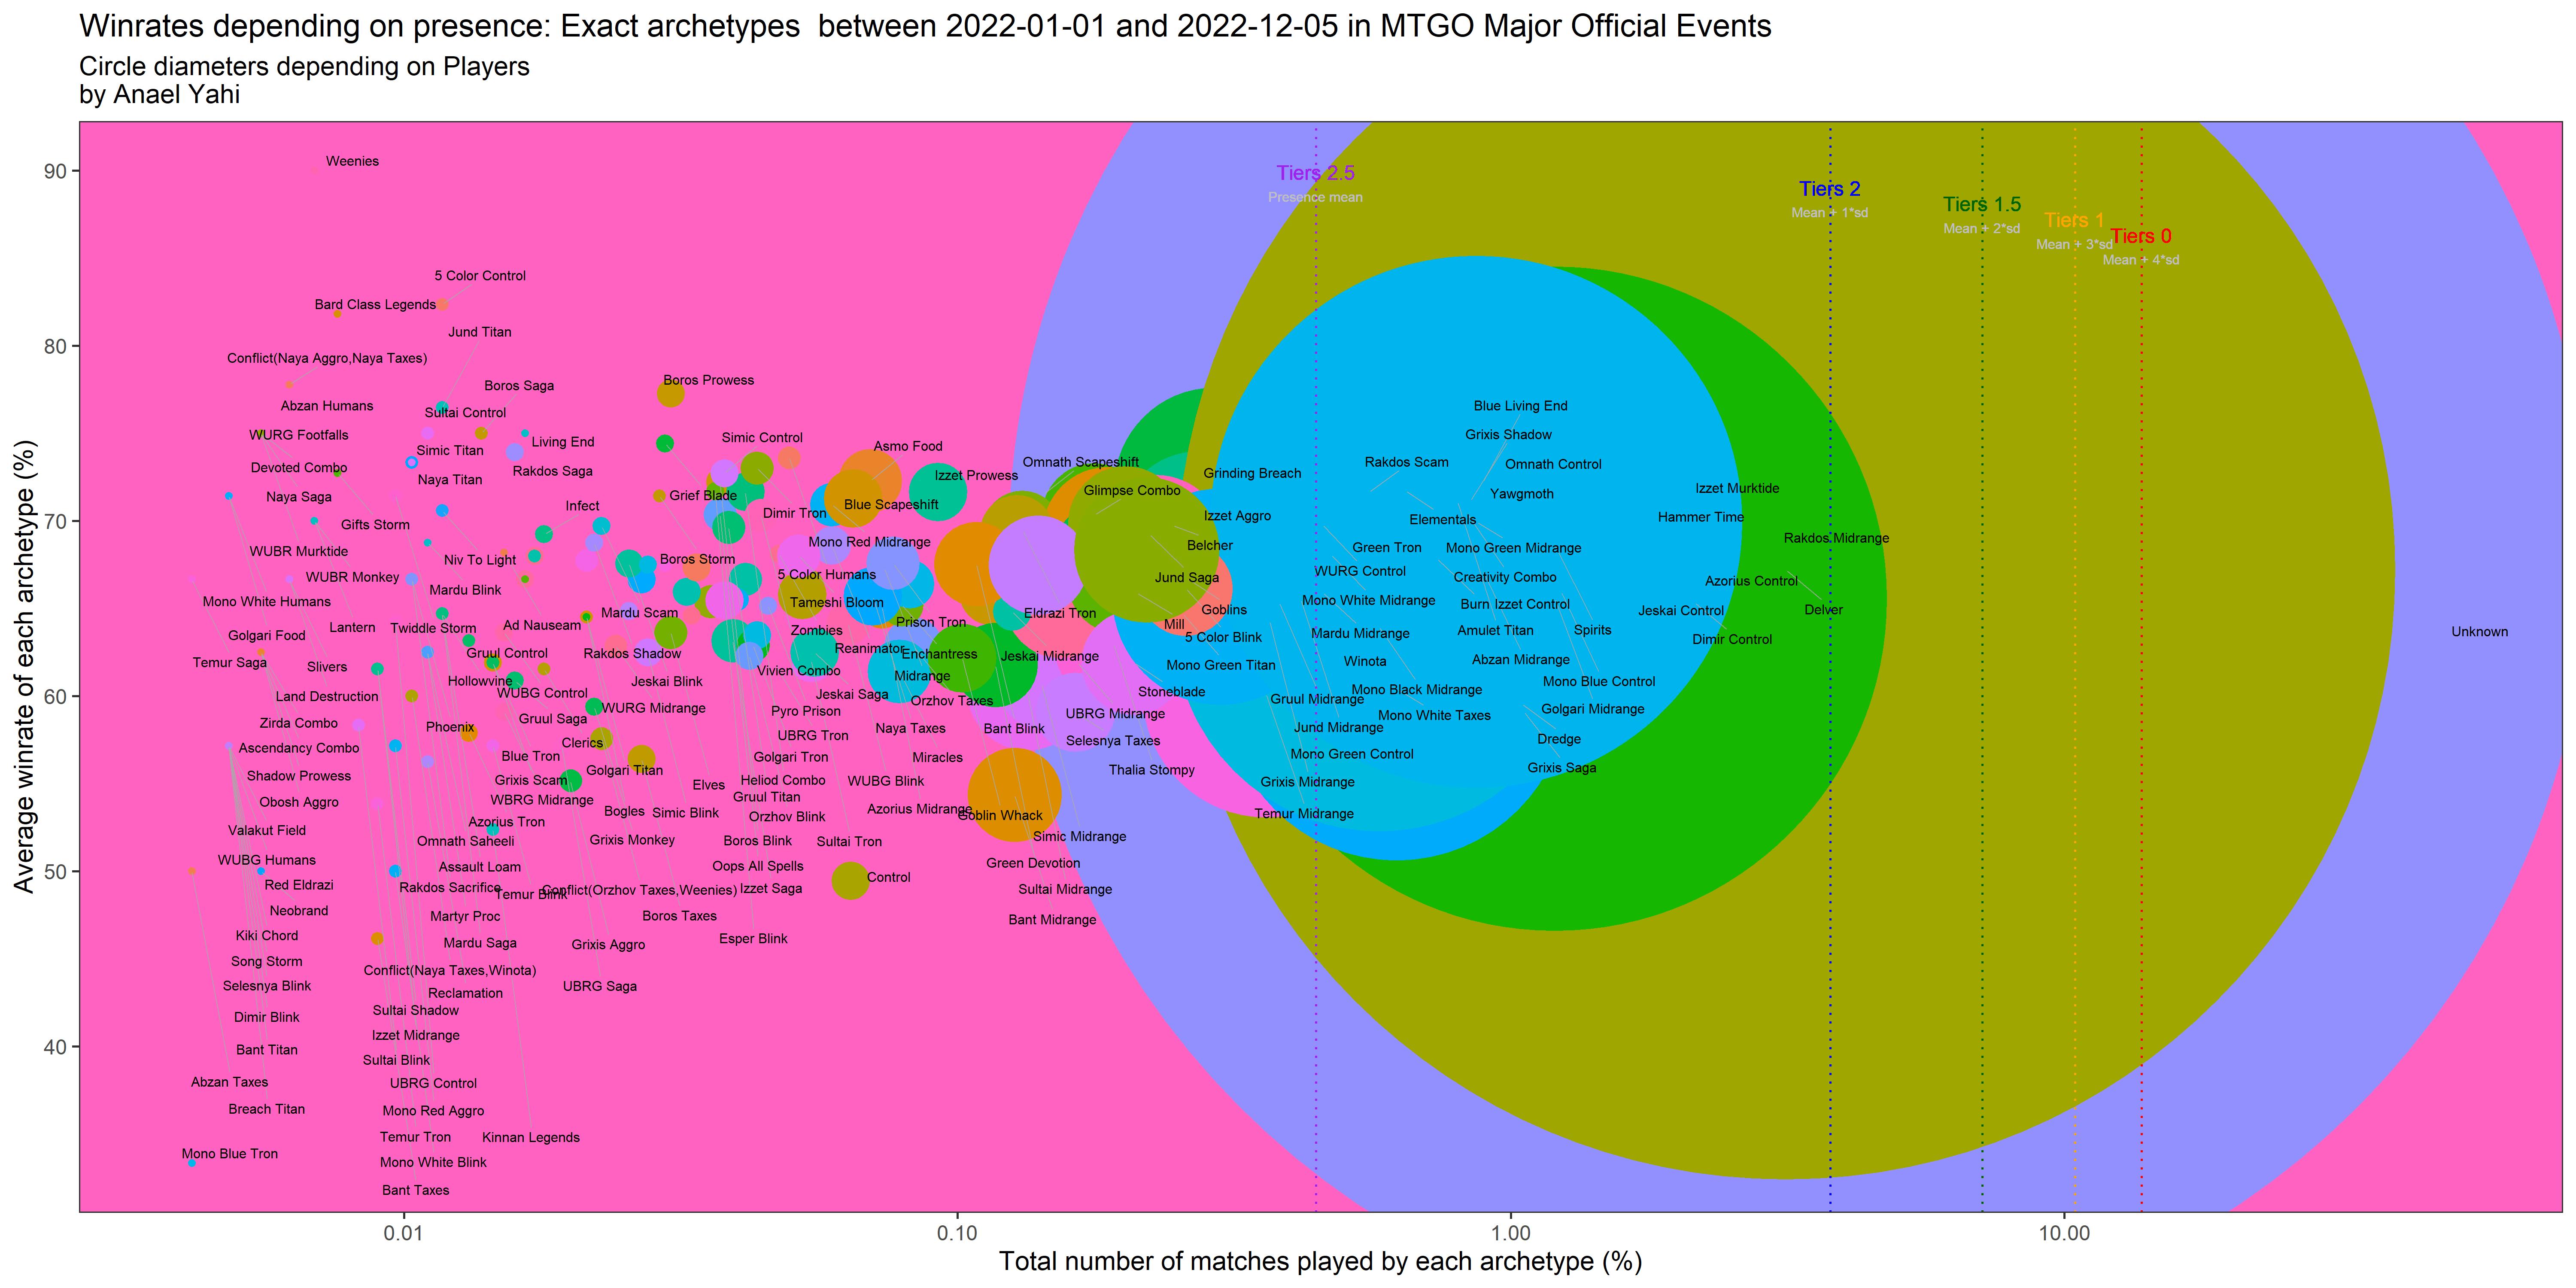 Winrates depending on presence: Exact archetypes  between 2022-01-01 and 2022-12-05 in MTGO Major Official Events
Circle diameters depending on Players
by Anael Yahi
Average winrate of each archetype (%)
90
80
70
60
50
40
Tiers 2.5
Presence mean
Tiers 2
Mean + 1*sd
Tiers 1.5
Mean + 2*sd
Tiers 1
Mean + 3*sd
Tiers 0
Mean + 4*sd
Weenies
5 Color Control
Bard Class Legends
Jund Titan
Conflict(Naya Aggro,Naya Taxes)
Boros Saga
Abzan Humans
Sultai Control
WURG Footfalls
Living End
Simic Titan
Devoted Combo
Rakdos Saga
Naya Titan
Naya Saga
Infect
Gifts Storm
WUBR Murktide
Niv To Light
WUBR Monkey
Mardu Blink
Mono White Humans
Lantern
Twiddle Storm
Ad Nauseam
Golgari Food
Gruul Control
Temur Saga
Slivers
Hollowvine
Land Destruction
WUBG Control
Zirda Combo
Phoenix
Gruul Saga
Ascendancy Combo
Clerics
Blue Tron
Shadow Prowess
Grixis Scam
Golgari Titan
Obosh Aggro
WBRG Midrange
Valakut Field
Azorius Tron
Omnath Saheeli
WUBG Humans
Assault Loam
Red Eldrazi
Rakdos Sacrifice
Temur Blink
Neobrand
Martyr Proc
Kiki Chord
Mardu Saga
Song Storm
Conflict(Naya Taxes,Winota)
Selesnya Blink
Reclamation
Dimir Blink
Sultai Shadow
Izzet Midrange
Bant Titan
Sultai Blink
Abzan Taxes
UBRG Control
Breach Titan
Mono Red Aggro
Temur Tron
Kinnan Legends
Mono Blue Tron
Mono White Blink
Bant Taxes
Boros Prowess
Simic Control
Asmo Food
Grief Blade
Izzet Prowess
Dimir Tron
Blue Scapeshift
Mono Red Midrange
Boros Storm
5 Color Humans
Mardu Scam
Tameshi Bloom
Prison Tron
Zombies
Rakdos Shadow
Reanimator
Enchantress
Vivien Combo
Midrange
Jeskai Blink
Jeskai Saga
Orzhov Taxes
WURG Midrange
Pyro Prison
Naya Taxes
UBRG Tron
Golgari Tron
Miracles
Elves
Heliod Combo
WUBG Blink
Gruul Titan
Bogles
Simic Blink
Orzhov Blink
Azorius Midrange
Grixis Monkey
Boros Blink
Sultai Tron
Oops All Spells
Control
Conflict(Orzhov Taxes,Weenies)
Izzet Saga
Boros Taxes
Grixis Aggro
Esper Blink
UBRG Saga
Omnath Scapeshift
Glimpse Combo
Grinding Breach
Izzet Aggro
Belcher
Jund Saga
Eldrazi Tron
Goblins
Mill
5 Color Blink
Jeskai Midrange
Mono Green Titan
Stoneblade
UBRG Midrange
Bant Blink
Selesnya Taxes
Thalia Stompy
Goblin Whack
Simic Midrange
Green Devotion
Sultai Midrange
Bant Midrange
Blue Living End
Grixis Shadow
Rakdos Scam
Omnath Control
Yawgmoth
Elementals
Green Tron
Mono Green Midrange
WURG Control
Creativity Combo
Mono White Midrange
Burn Izzet Control
Mardu Midrange
Amulet Titan
Spirits
Winota
Abzan Midrange
Mono Black Midrange
Mono Blue Control
Gruul Midrange
Mono White Taxes
Golgari Midrange
Jund Midrange
Dredge
Mono Green Control
Grixis Saga
Grixis Midrange
Temur Midrange
Izzet Murktide
Hammer Time
Rakdos Midrange
Azorius Control
Jeskai Control
Delver
Dimir Control
Unknown
0.01
0.10
1.00
10.00
Total number of matches played by each archetype (%)